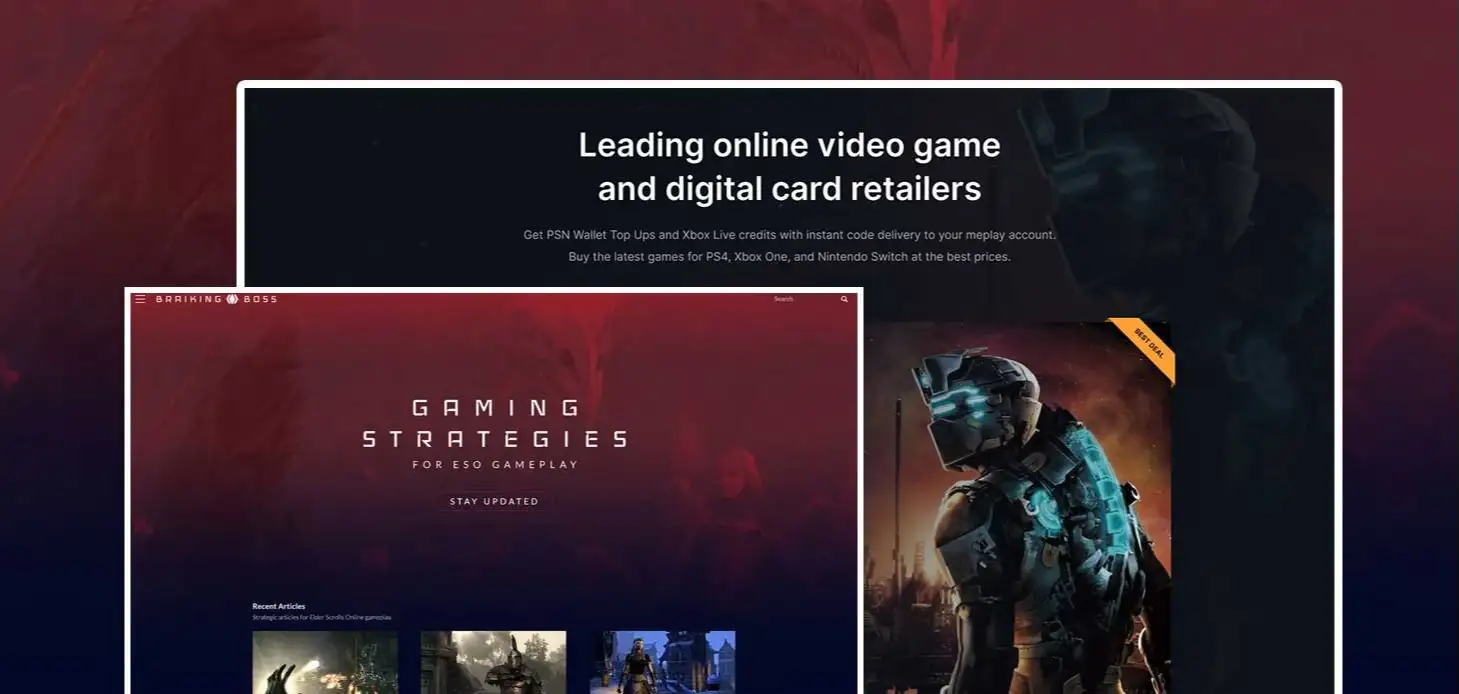 Leading online video game
and digital card retailers
Get PSN Wallet Top Ups and Xbox Live credits with instant code delivery to your meplay account.
Buy the latest games for PS4, Xbox One, and Nintendo Switch at the best prices.
BEST DEAL
BRAIKING BOSS
Search
GAMING
STRATEGIES
FOR ESO GAMEPLAY
STAY UPDATED
Recent Articles
Strategic articles for Elder Scrolls Online gameplay